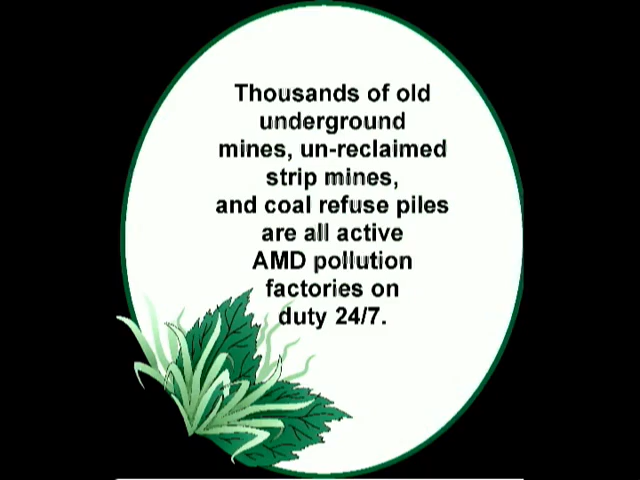 Thousands of old
underground
mines, un-reclaimed
strip mines,
and coal refuse piles
are all active
AMD pollution
factories on
duty 24/7.